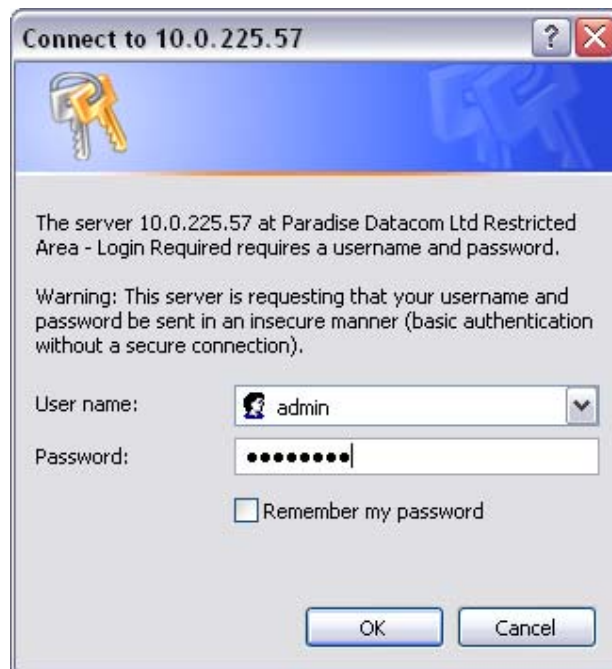 Connect to 10.0.225.57
The server 10.0.225.57 at Paradise Datacom Ltd Restricted
Area - Login Required requires a username and password.
Warning: This server is requesting that your username and
password be sent in an insecure manner (basic authentication
without a secure connection).
User name: admin
Password: ••••••••
Remember my password
OK Cancel